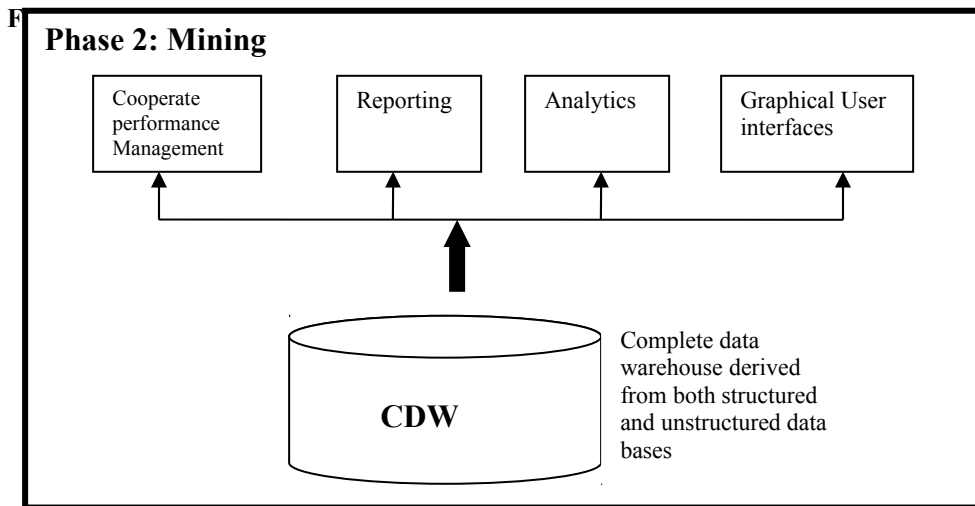 F
Phase 2: Mining
Cooperate
performance
Management
Reporting
Analytics
Graphical User
interfaces
CDW
Complete data
warehouse derived
from both structured
and unstructured data
bases